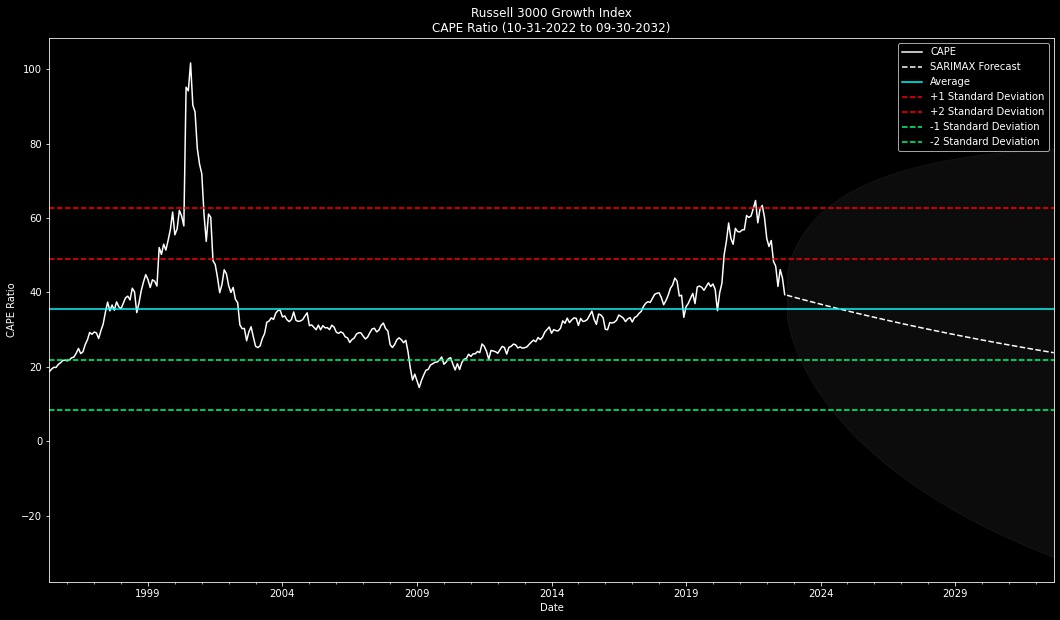 Russell 3000 Growth Index
CAPE Ratio (10-31-2022 to 09-30-2032)
CAPE
SARIMAX Forecast
Average
+1 Standard Deviation
+2 Standard Deviation
-1 Standard Deviation
-2 Standard Deviation
100
80
60
40
20
0
−20
CAPE Ratio
1999
2004
2009
2014
2019
2024
2029
Date